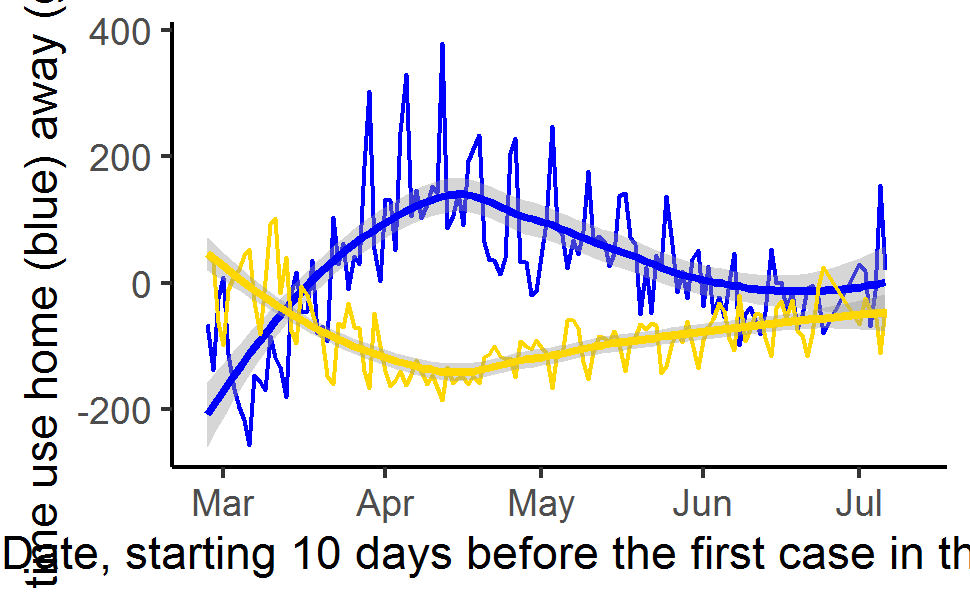 time use home (blue) away (
400
200
0
-200
Mar Apr May Jun Jul
Date, starting 10 days before the first case in th